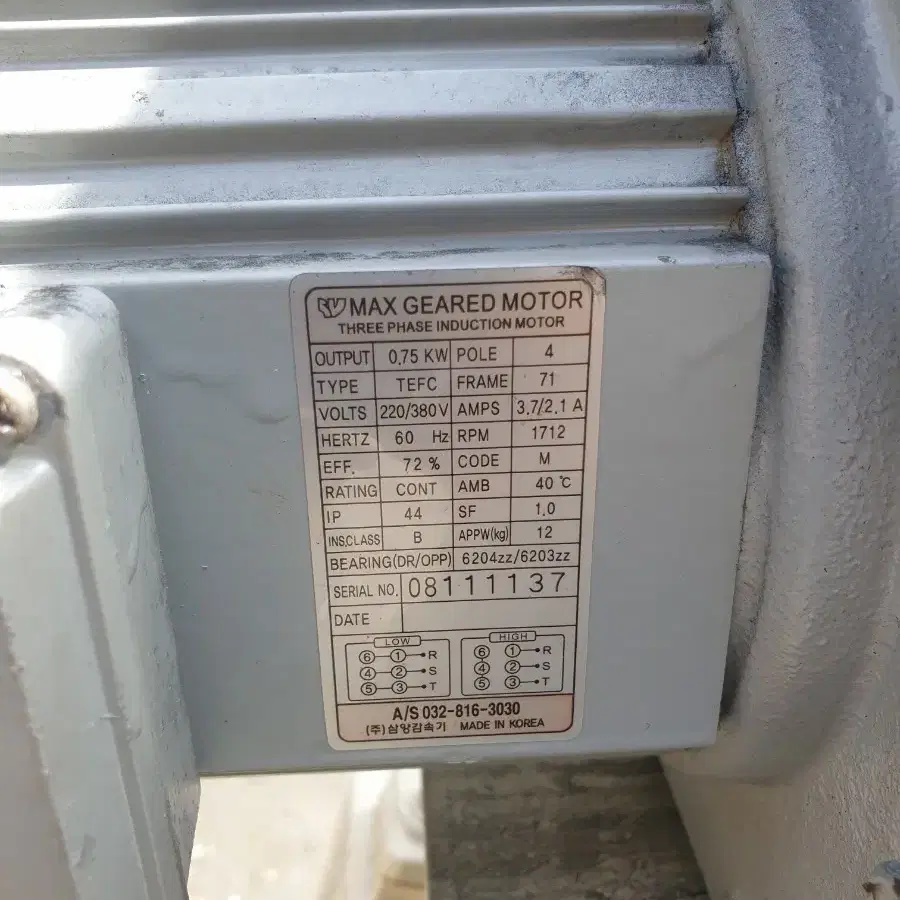 MAX GEARED MOTOR
THREE PHASE INDUCTION MOTOR
OUTPUT 0.75 KW POLE 4
TYPE TEFC FRAME 71
VOLTS 220/380V AMPS 3.7/2.1 A
HERTZ 60 Hz RPM 1712
EFF. 72 % CODE M
RATING CONT AMB 40℃
IP 44 SF 1.0
INS.CLASS B APPW(kg) 12
BEARING(DR/OPP) 6204zz/6203zz
SERIAL NO. 08111137
DATE
LOW HIGH
⑥ ① R ⑥ ① R
④ ② S ④ ② S
⑤ ③ T ⑤ ③ T
A/S 032-816-3030
(주)삼양감속기 MADE IN KOREA